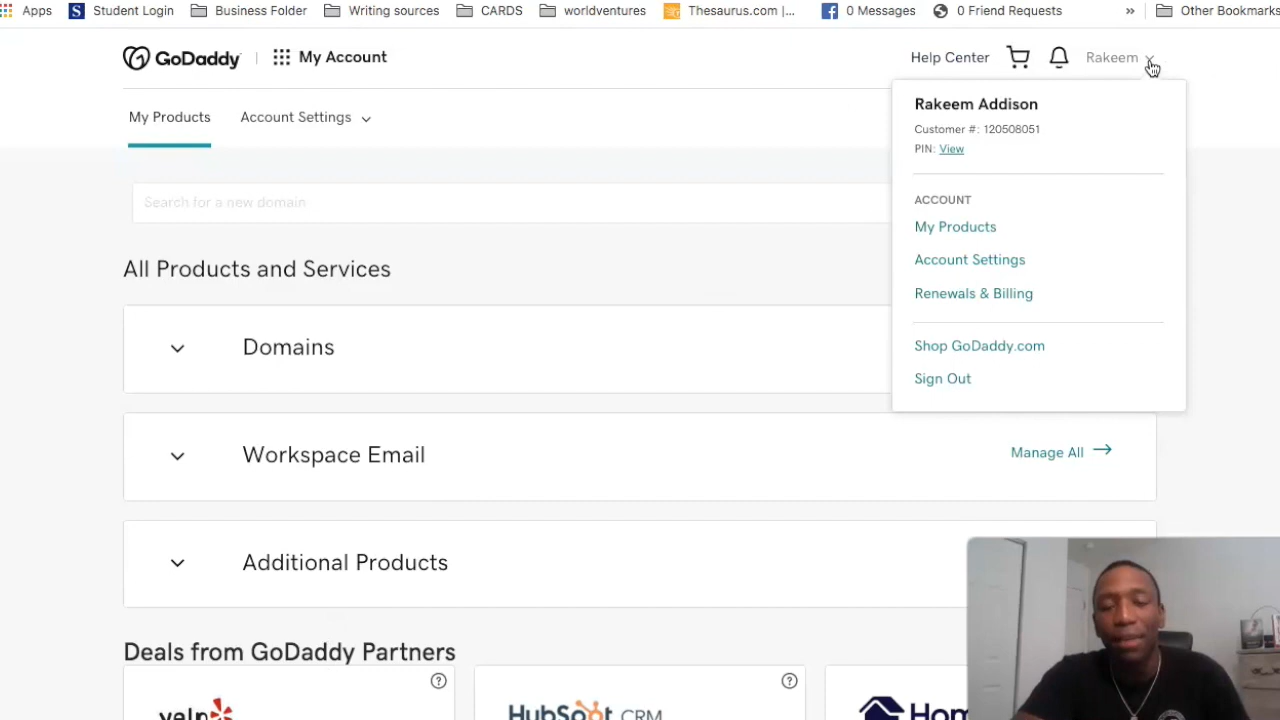 Apps Student Login Business Folder Writing sources CARBS worldventures Thesaurus.com |... 0 Messages 0 Friend Requests » Other Bookmarks
GoDaddy My Account Help Center Rakeem
My Products Account Settings
Rakeem Addison
Customer #: 120508051
PIN: View
ACCOUNT
My Products
Account Settings
Renewals & Billing
Shop GoDaddy.com
Sign Out
Search for a new domain
All Products and Services
Domains
Workspace Email Manage All →
Additional Products
Deals from GoDaddy Partners
yelp HubSpot CRM